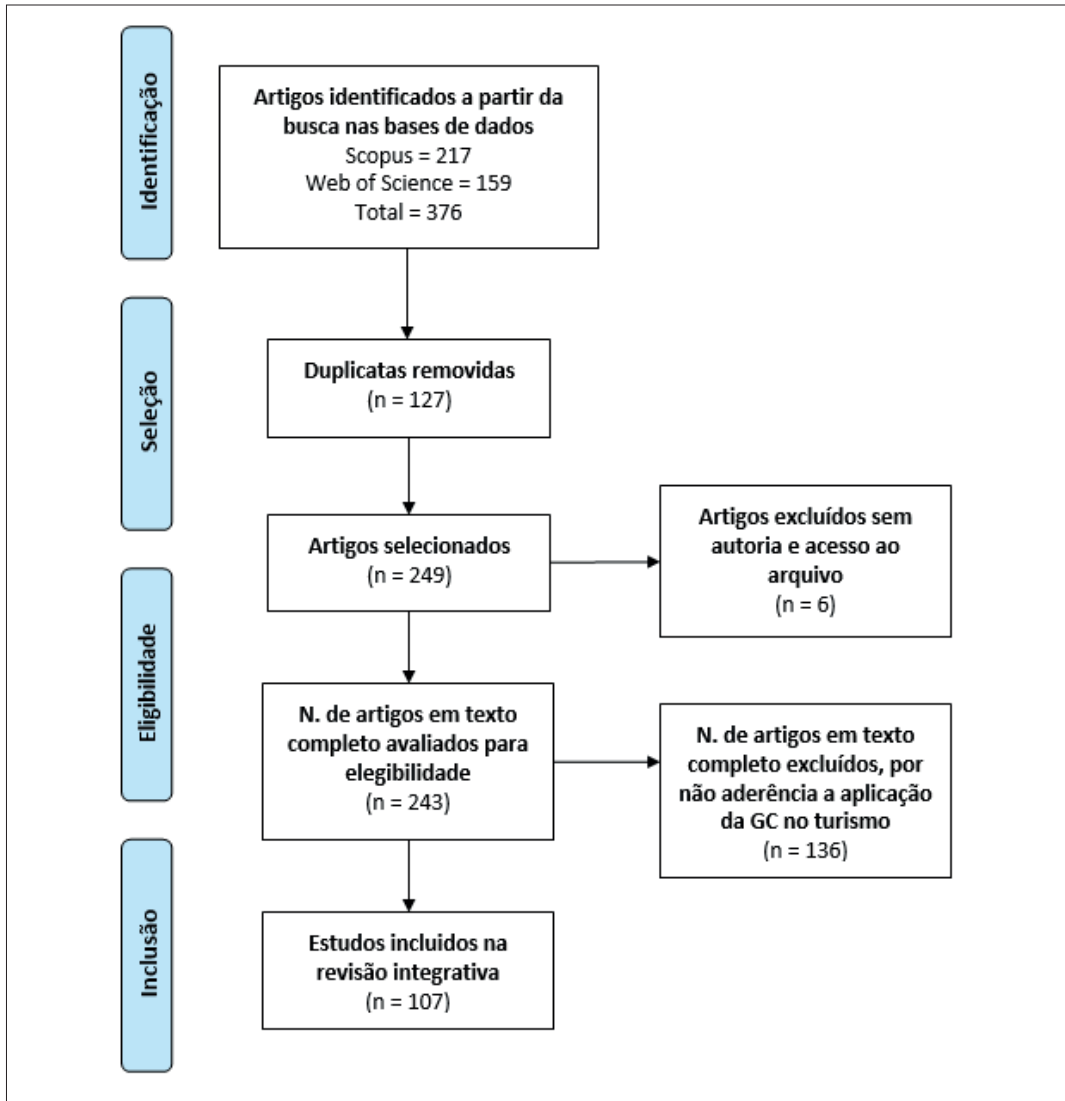 Identificação
Artigos identificados a partir da
busca nas bases de dados
Scopus = 217
Web of Science = 159
Total = 376
Seleção
Duplicatas removidas
(n = 127)
Artigos selecionados
(n = 249)
Artigos excluídos sem
autoria e acesso ao
arquivo
(n = 6)
Eligibilidade
N. de artigos em texto
completo avaliados para
elegibilidade
(n = 243)
N. de artigos em texto
completo excluídos, por
não aderência a aplicação
da GC no turismo
(n = 136)
Inclusão
Estudos incluidos na
revisão integrativa
(n = 107)